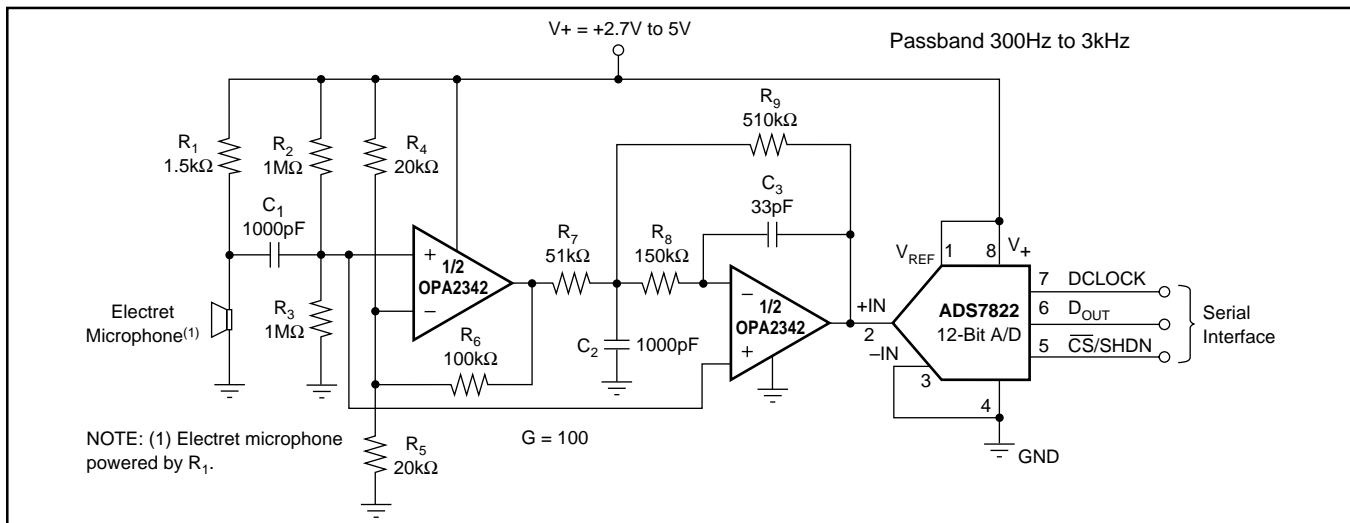 V+ = +2.7V to 5V
Passband 300Hz to 3kHz
R1
1.5kΩ
R2
1MΩ
R4
20kΩ
R9
510kΩ
C1
1000pF
C3
33pF
R7
51kΩ
R8
150kΩ
+
1/2
OPA2342
−
−
1/2
OPA2342
+
VREF
1
8
V+
7 DCLOCK
6 DOUT
5 CS/SHDN
+IN
2
−IN
3
4
ADS7822
12-Bit A/D
Serial
Interface
Electret
Microphone(1)
R3
1MΩ
R6
100kΩ
C2
1000pF
G = 100
R5
20kΩ
GND
NOTE: (1) Electret microphone
powered by R1.